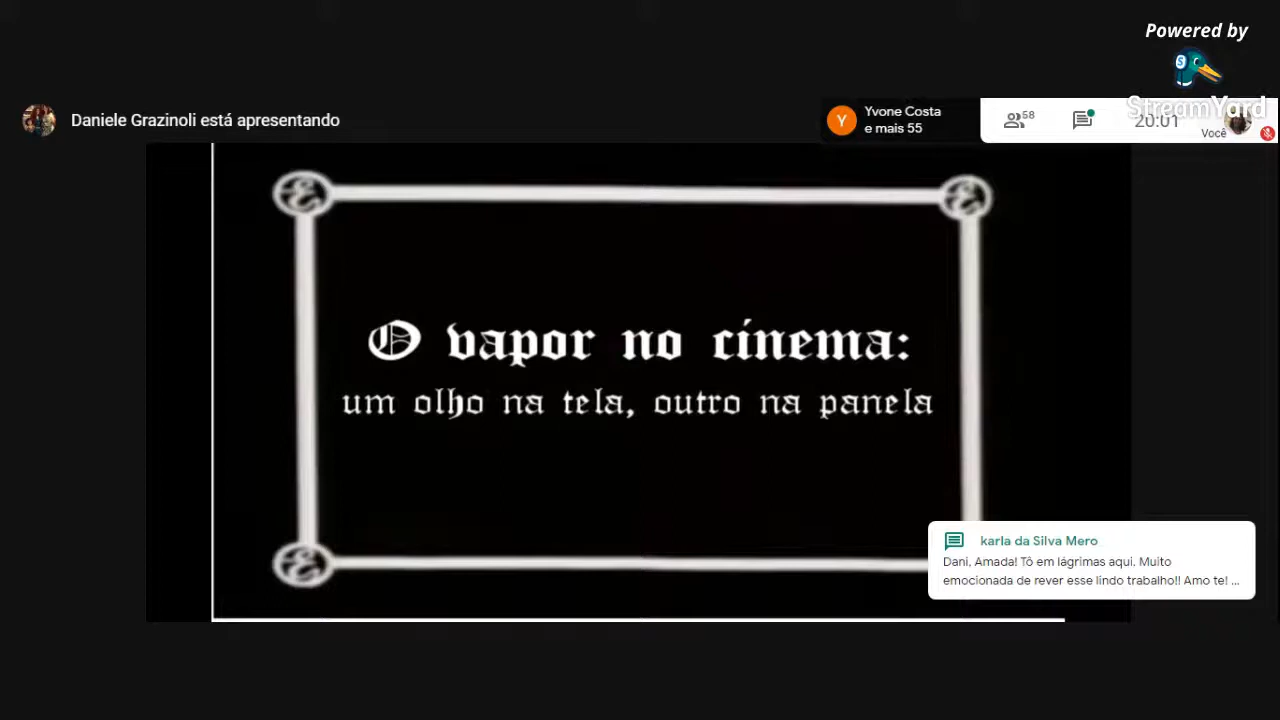 Powered by
StreamYard
Daniele Grazinoli está apresentando
Y
Yvone Costa
e mais 55
58
20:01
Você
O vapor no cinema:
um olho na tela, outro na panela
karla da Silva Mero
Dani, Amada! Tô em lágrimas aqui. Muito
emocionada de rever esse lindo trabalho!! Amo te! ...